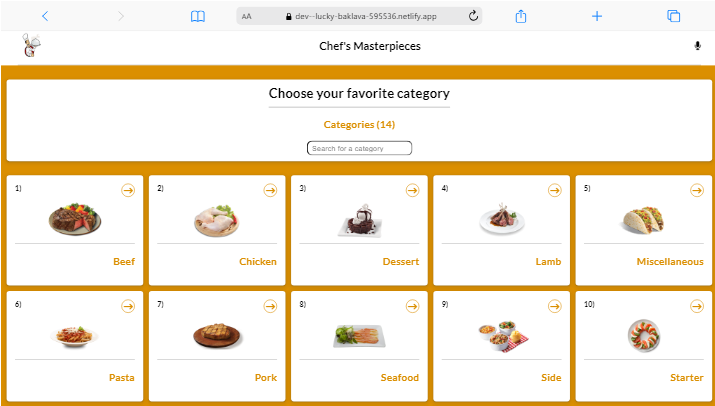 AA dev--lucky-baklava-595536.netlify.app
Chef's Masterpieces
Choose your favorite category
Categories (14)
Search for a category
1)
Beef
2)
Chicken
3)
Dessert
4)
Lamb
5)
Miscellaneous
6)
Pasta
7)
Pork
8)
Seafood
9)
Side
10)
Starter